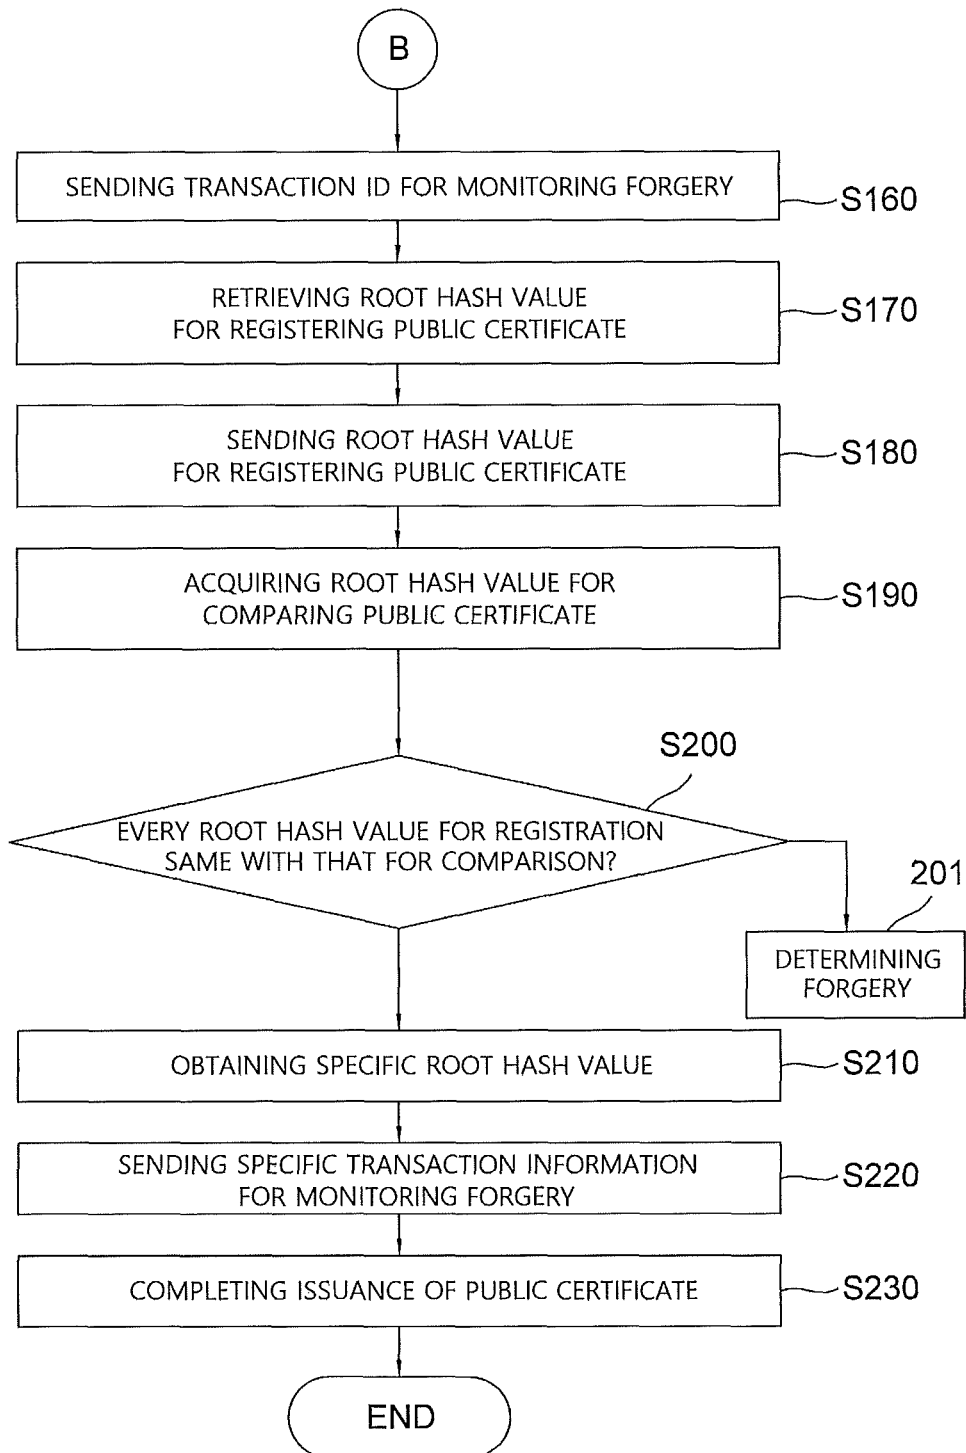 B
SENDING TRANSACTION ID FOR MONITORING FORGERY
S160
RETRIEVING ROOT HASH VALUE
FOR REGISTERING PUBLIC CERTIFICATE
S170
SENDING ROOT HASH VALUE
FOR REGISTERING PUBLIC CERTIFICATE
S180
ACQUIRING ROOT HASH VALUE FOR
COMPARING PUBLIC CERTIFICATE
S190
S200
EVERY ROOT HASH VALUE FOR REGISTRATION
SAME WITH THAT FOR COMPARISON?
201
DETERMINING
FORGERY
OBTAINING SPECIFIC ROOT HASH VALUE
S210
SENDING SPECIFIC TRANSACTION INFORMATION
FOR MONITORING FORGERY
S220
COMPLETING ISSUANCE OF PUBLIC CERTIFICATE
S230
END